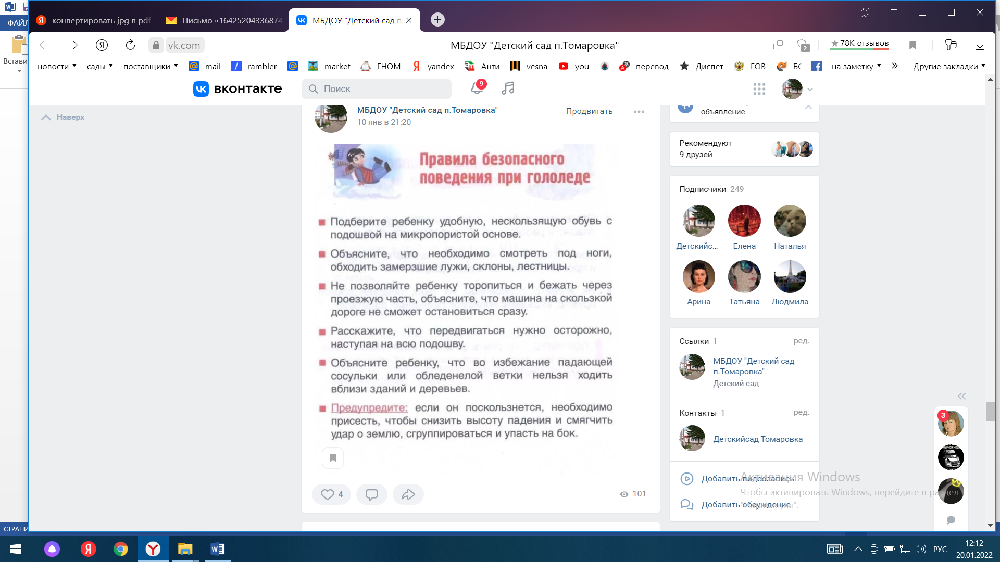 ФАЙЛ
конвертировать jpg в pdf
Письмо «16425204336874
МБДОУ "Детский сад п
Встави
vk.com
МБДОУ "Детский сад п.Томаровка"
2
78K отзывов
новости
сады
поставщики
mail
rambler
market
ГНОМ
yandex
Анти
vesna
you
перевод
Диспет
ГОВ
на заметку
Другие закладки
вконтакте
Поиск
9
Наверх
МБДОУ "Детский сад п.Томаровка"
10 янв в 21:20
Продвигать
Правила безопасного
поведения при гололеде
Подберите ребенку удобную, нескользящую обувь с
подошвой на микропористой основе.
Объясните, что необходимо смотреть под ноги,
обходить замерзшие лужи, склоны, лестницы.
Не позволяйте ребенку торопиться и бежать через
проезжую часть, объясните, что машина на скользкой
дороге не сможет остановиться сразу.
Расскажите, что передвигаться нужно осторожно,
наступая на всю подошву.
Объясните ребенку, что во избежание падающей
сосульки или обледенелой ветки нельзя ходить
вблизи зданий и деревьев.
Предупредите: если он поскользнется, необходимо
присесть, чтобы снизить высоту падения и смягчить
удар о землю, сгруппироваться и упасть на бок.
4
101
объявление
Рекомендуют
9 друзей
Подписчики 249
Детскийс...
Елена
Наталья
Арина
Татьяна
Людмила
Ссылки 1
ред.
МБДОУ "Детский сад
п.Томаровка"
Детский сад
Контакты 1
ред.
Детскийсад Томаровка
Добавить видеозапись
Добавить обсуждение
3
Активация Windows
Чтобы активировать Windows, перейдите в раздел
"Параметры".
СТРАНИ
РУС
12:12
20.01.2022